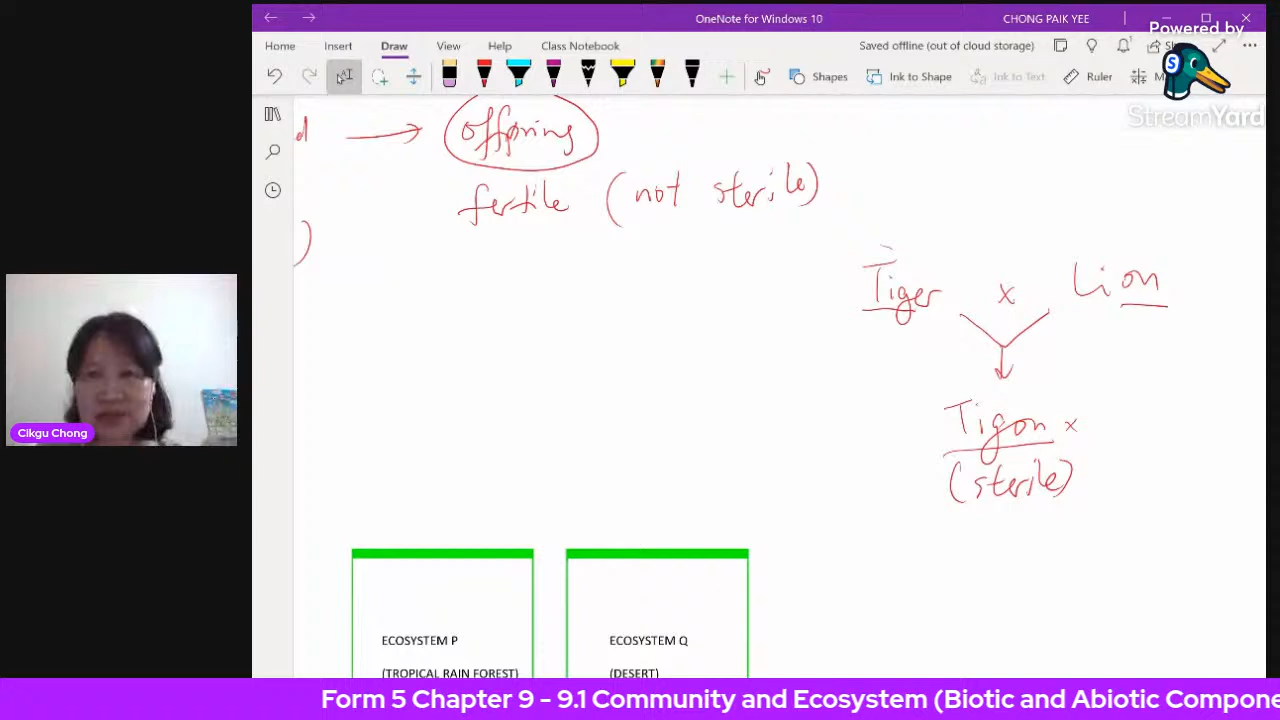 OneNote for Windows 10
CHONG PAIK YEE
Powered by
StreamYard
Home Insert Draw View Help Class Notebook
Saved offline (out of cloud storage)
Shapes Ink to Shape Ink to Text Ruler
d → offpring
fertile (not sterile)
)
Tiger x Lion
Tigon x
(sterile)
Cikgu Chong
ECOSYSTEM P
(TROPICAL RAIN FOREST)
ECOSYSTEM Q
(DESERT)
Form 5 Chapter 9 - 9.1 Community and Ecosystem (Biotic and Abiotic Compone